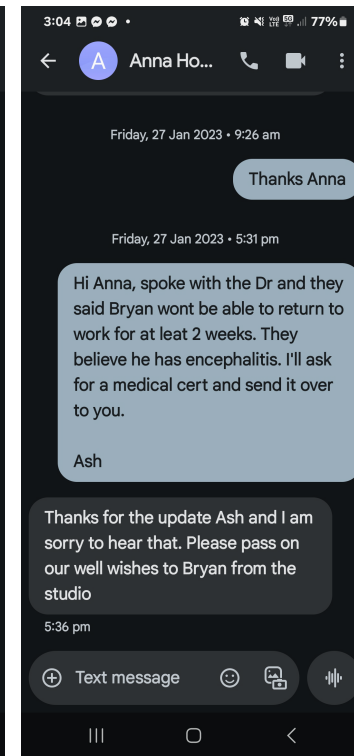 3:04
77%
A
Anna Ho...
Friday, 27 Jan 2023 • 9:26 am
Thanks Anna
Friday, 27 Jan 2023 • 5:31 pm
Hi Anna, spoke with the Dr and they
said Bryan wont be able to return to
work for at leat 2 weeks. They
believe he has encephalitis. I'll ask
for a medical cert and send it over
to you.
Ash
Thanks for the update Ash and I am
sorry to hear that. Please pass on
our well wishes to Bryan from the
studio
5:36 pm
Text message